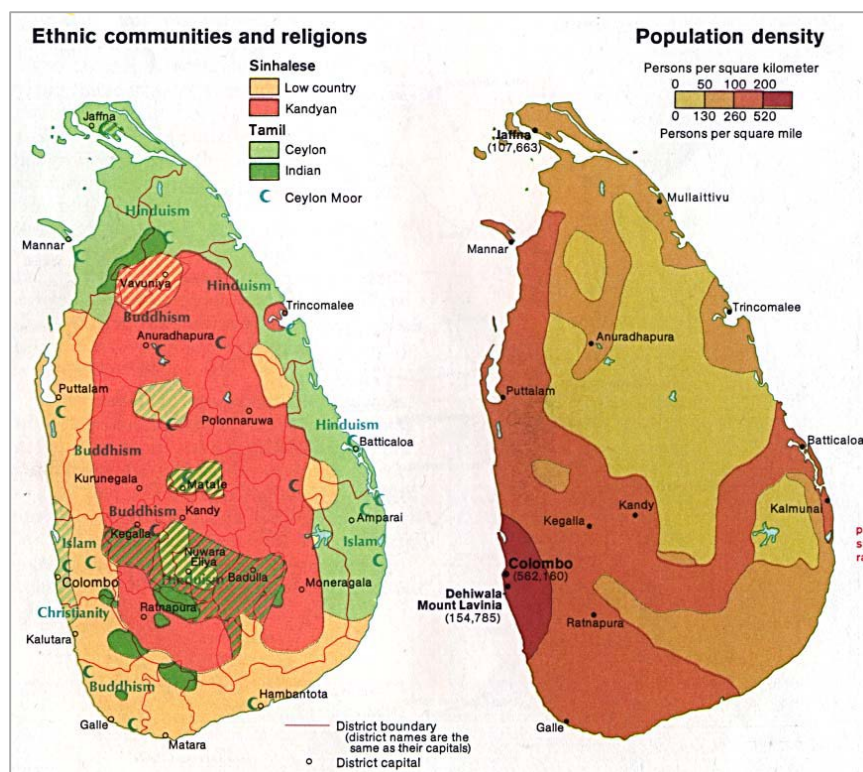 Ethnic communities and religions
Sinhalese
Low country
Kandyan
Tamil
Ceylon
Indian
Ceylon Moor
Jaffna
Hinduism
Mannar
Vavuniya
Hinduism
Buddhism
Trincomalee
Anuradhapura
Puttalam
Polonnaruwa
Hinduism
Batticaloa
Buddhism
Kurunegala
Matale
Buddhism
Kandy
Kegalla
Amparai
Islam
Nuwara
Eliya
Islam
Colombo
Hinduism
Badulla
Moneragala
Christianity
Ratnapura
Kalutara
Buddhism
Hambantota
Galle
Matara
District boundary
(district names are the
same as their capitals)
District capital
Population density
Persons per square kilometer
0 50 100 200
0 130 260 520
Persons per square mile
Jaffna
(107,663)
Mullaittivu
Mannar
Trincomalee
Anuradhapura
Puttalam
Batticaloa
Kandy
Kalmunai
Kegalla
Colombo
(562,160)
Dehiwala
Mount Lavinia
(154,785)
Ratnapura
Galle